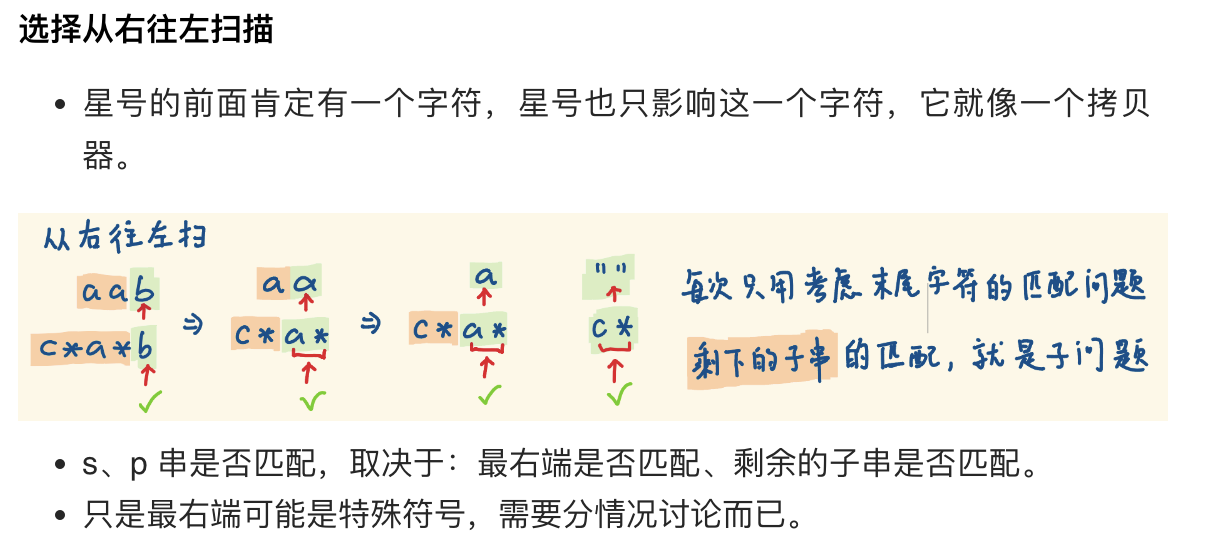 选择从右往左扫描
星号的前面肯定有一个字符，星号也只影响这一个字符，它就像一个拷贝
器。
从右往左扫
aab
c*a*b
⇒
aa
c*a*
⇒
a
c*a*
""
c*
每次只用考虑末尾字符的匹配问题
剩下的子串的匹配，就是子问题
s、p 串是否匹配，取决于：最右端是否匹配、剩余的子串是否匹配。
只是最右端可能是特殊符号，需要分情况讨论而已。